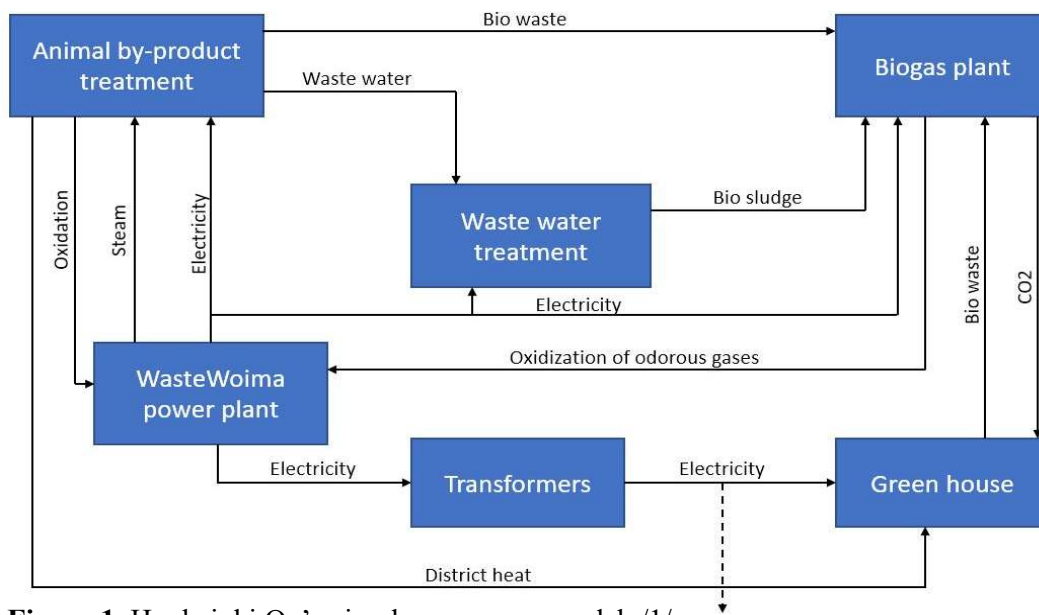 Bio waste
Animal by-product
treatment
Biogas plant
Waste water
Oxidation
Steam
Electricity
Waste water
treatment
Bio sludge
Bio waste
CO2
Electricity
Oxidization of odorous gases
WasteWoima
power plant
Electricity
Transformers
Electricity
Green house
District heat